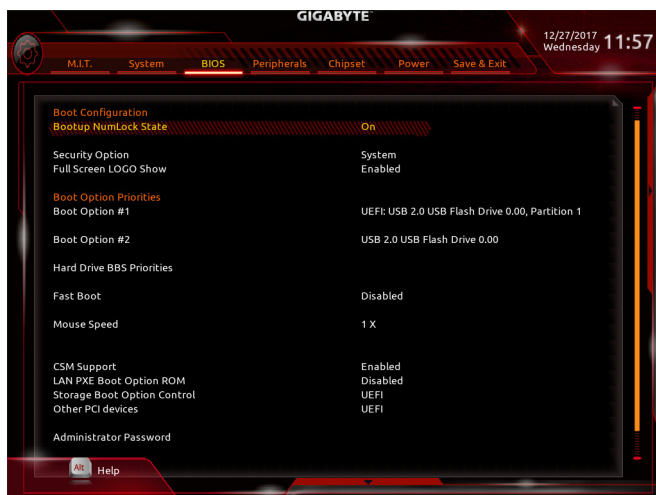 GIGABYTE
12/27/2017
Wednesday
11:57
M.I.T. System BIOS Peripherals Chipset Power Save & Exit
Boot Configuration
Bootup NumLock State On
Security Option System
Full Screen LOGO Show Enabled
Boot Option Priorities
Boot Option #1 UEFI: USB 2.0 USB Flash Drive 0.00, Partition 1
Boot Option #2 USB 2.0 USB Flash Drive 0.00
Hard Drive BBS Priorities
Fast Boot Disabled
Mouse Speed 1 X
CSM Support Enabled
LAN PXE Boot Option ROM Disabled
Storage Boot Option Control UEFI
Other PCI devices UEFI
Administrator Password
Alt Help